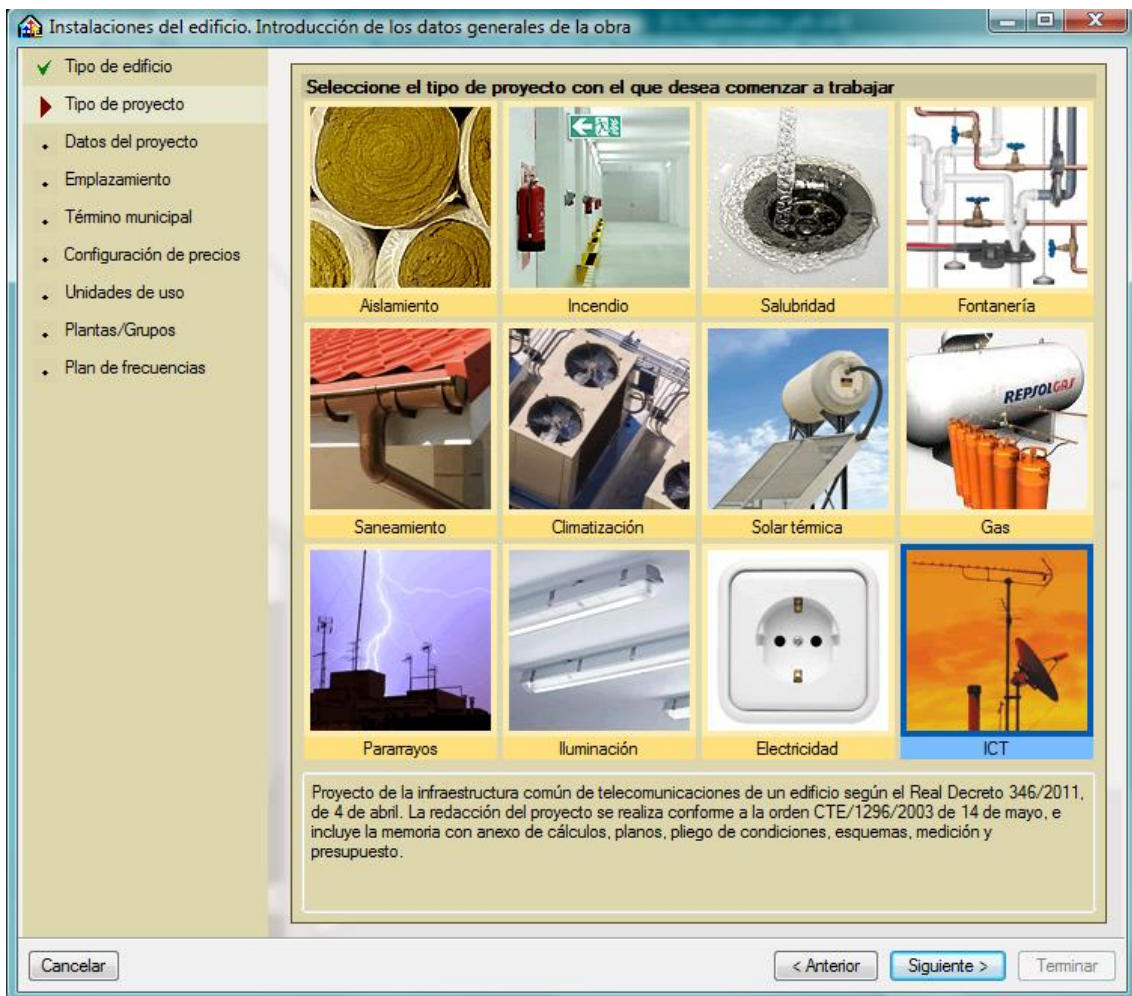 Instalaciones del edificio. Introducción de los datos generales de la obra
Tipo de edificio
Tipo de proyecto
Datos del proyecto
Emplazamiento
Término municipal
Configuración de precios
Unidades de uso
Plantas/Grupos
Plan de frecuencias
Seleccione el tipo de proyecto con el que desea comenzar a trabajar
Aislamiento
Incendio
Salubridad
Fontanería
REPSOLGAS
Saneamiento
Climatización
Solar térmica
Gas
Pararrayos
Iluminación
Electricidad
ICT
Proyecto de la infraestructura común de telecomunicaciones de un edificio según el Real Decreto 346/2011,
de 4 de abril. La redacción del proyecto se realiza conforme a la orden CTE/1296/2003 de 14 de mayo, e
incluye la memoria con anexo de cálculos, planos, pliego de condiciones, esquemas, medición y
presupuesto.
Cancelar
< Anterior
Siguiente >
Terminar